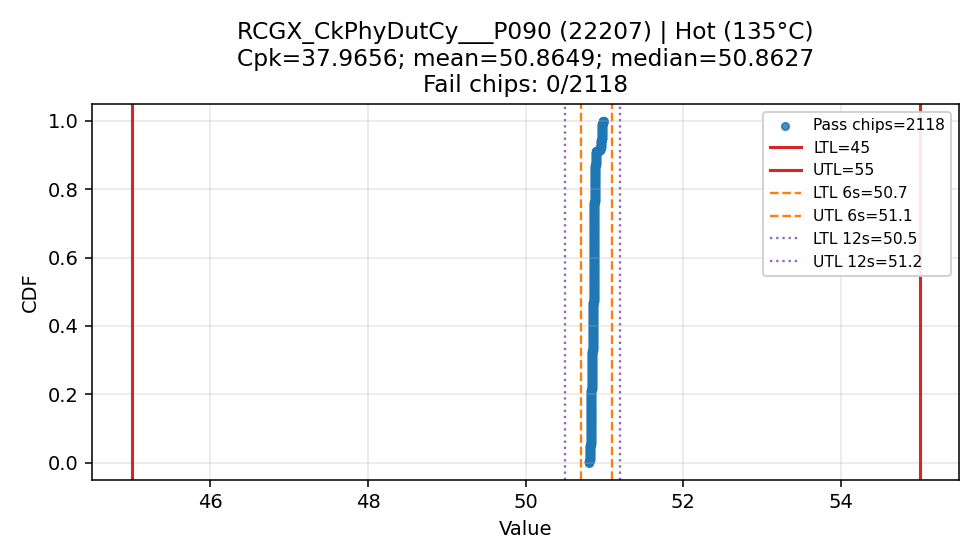 RCGX_CkPhyDutCy___P090 (22207) | Hot (135°C)
Cpk=37.9656; mean=50.8649; median=50.8627
Fail chips: 0/2118
Pass chips=2118
LTL=45
UTL=55
LTL 6s=50.7
UTL 6s=51.1
LTL 12s=50.5
UTL 12s=51.2
CDF
1.0
0.8
0.6
0.4
0.2
0.0
46 48 50 52 54
Value